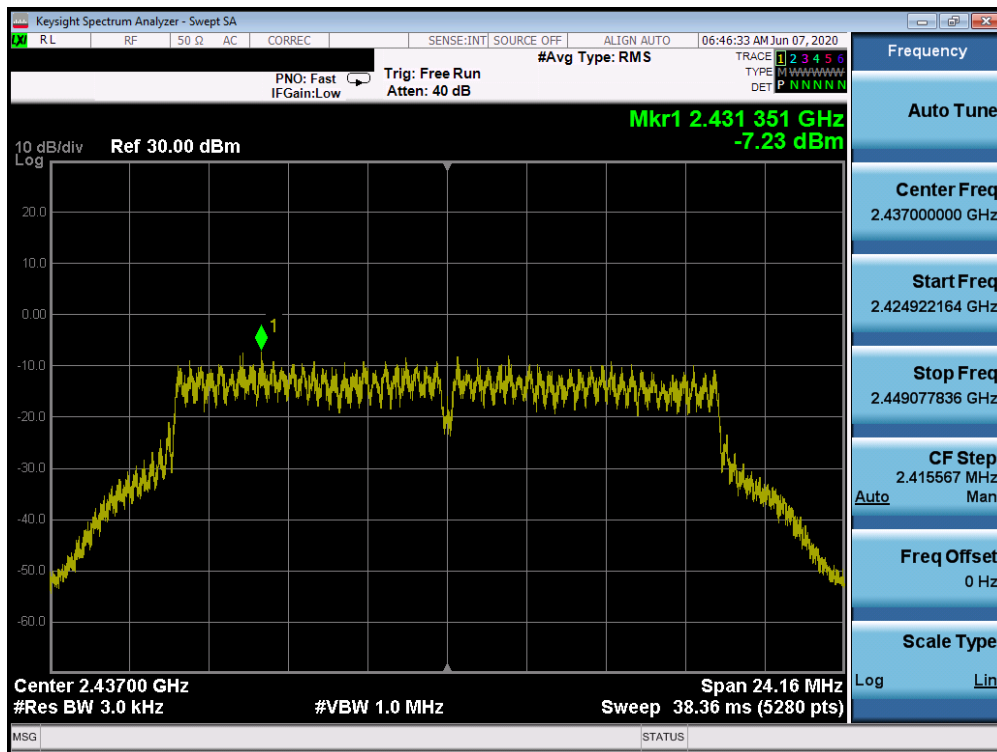 Keysight Spectrum Analyzer - Swept SA
LXI RL RF 50 Ω AC CORREC SENSE:INT SOURCE OFF ALIGN AUTO 06:46:33 AM Jun 07, 2020
#Avg Type: RMS
TRACE 1 2 3 4 5 6
PNO: Fast Trig: Free Run TYPE M WWWWW
IFGain:Low Atten: 40 dB DET P N N N N N
Mkr1 2.431 351 GHz
-7.23 dBm
10 dB/div Ref 30.00 dBm
Log
20.0
10.0
0.00
1
-10.0
-20.0
-30.0
-40.0
-50.0
-60.0
Center 2.43700 GHz Span 24.16 MHz
#Res BW 3.0 kHz #VBW 1.0 MHz Sweep 38.36 ms (5280 pts)
MSG STATUS
Frequency
Auto Tune
Center Freq
2.437000000 GHz
Start Freq
2.424922164 GHz
Stop Freq
2.449077836 GHz
CF Step
2.415567 MHz
Auto Man
Freq Offset
0 Hz
Scale Type
Log Lin